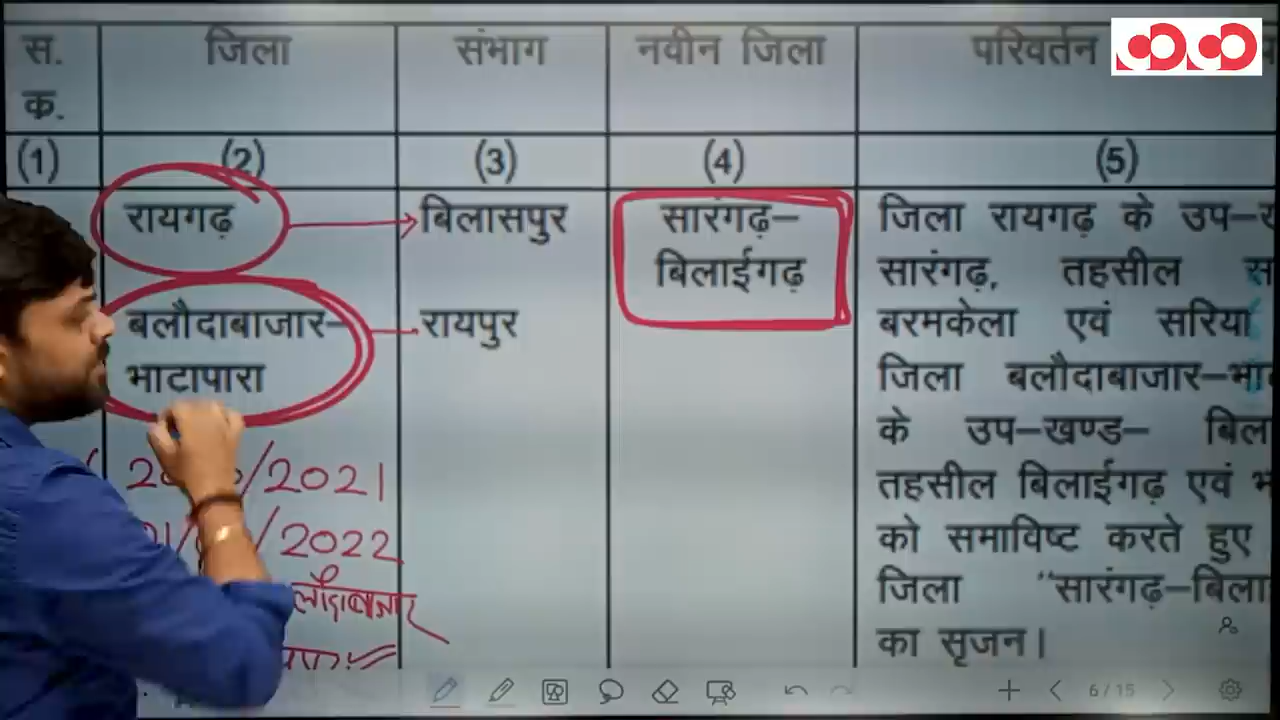 स. जिला संभाग नवीन जिला परिवर्तन
क.
(1) (2) (3) (4) (5)
रायगढ़ बिलासपुर सारंगढ़– जिला रायगढ़ के उप–ख
बिलाईगढ़ सारंगढ़, तहसील स
बलौदाबाजार– रायपुर बरमकेला एवं सरिया
भाटापारा जिला बलौदाबाजार–भा
के उप–खण्ड– बिल
/2021 तहसील बिलाईगढ़ एवं भ
/2022 को समाविष्ट करते हुए
जिला "सारंगढ़–बिला
का सृजन।
6/15